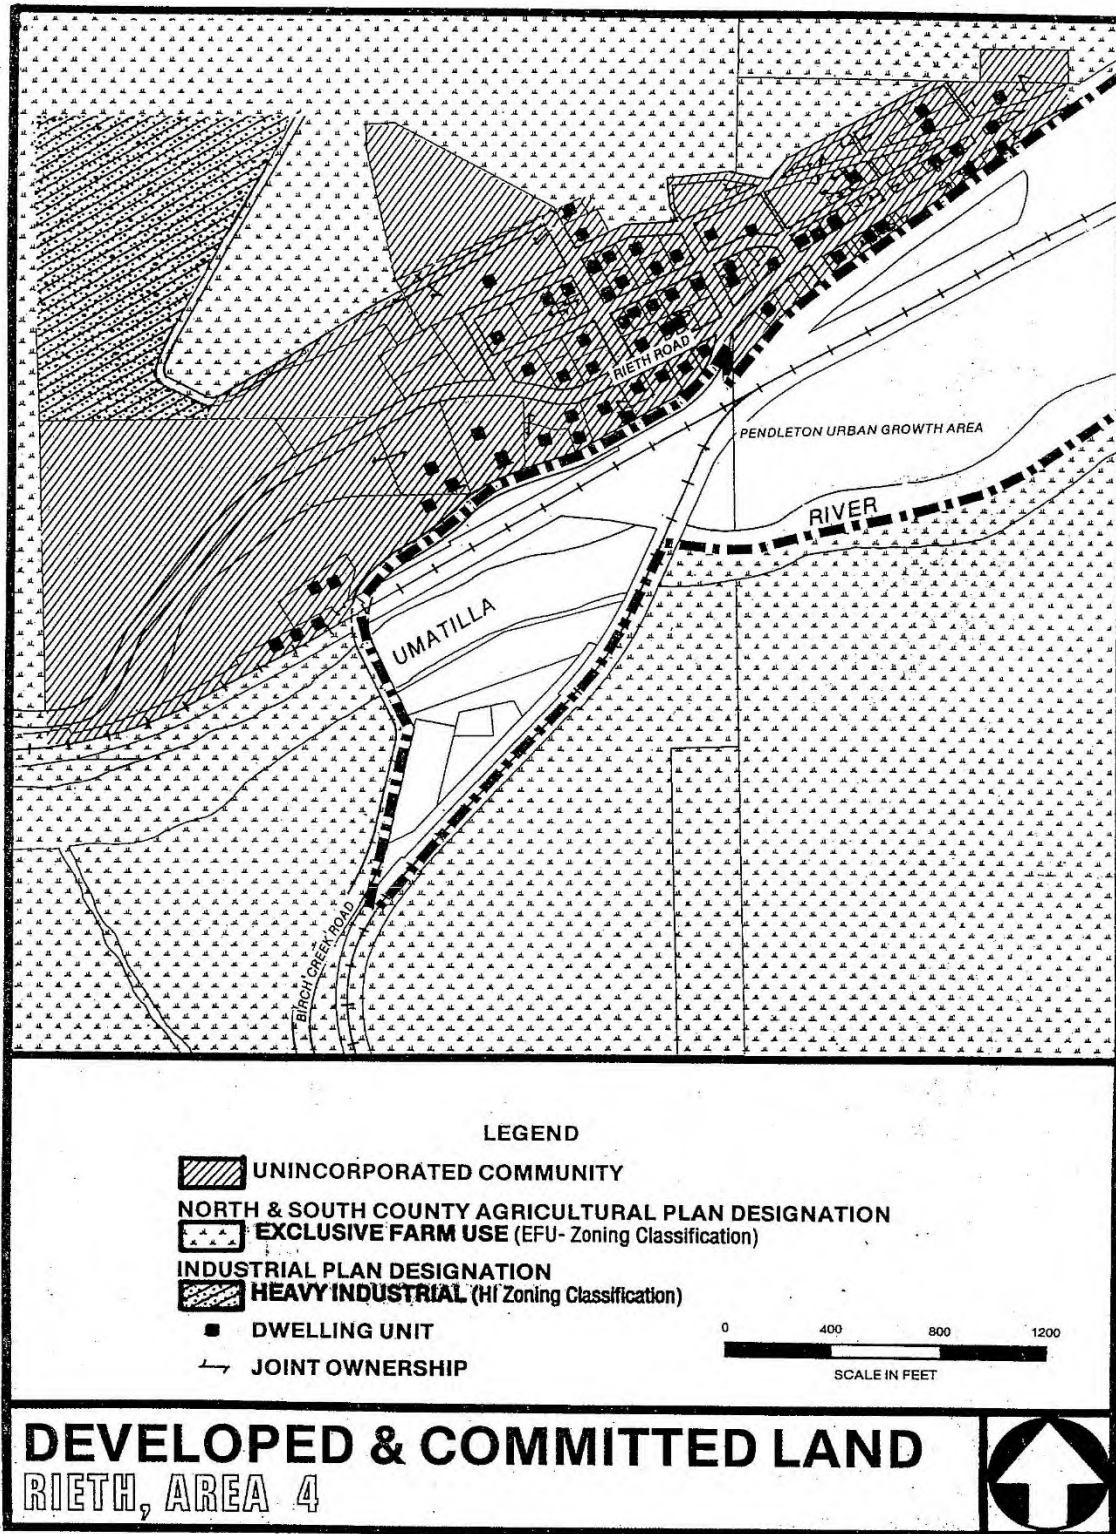 RIETH ROAD
PENDLETON URBAN GROWTH AREA
RIVER
UMATILLA
BIRCH CREEK ROAD
LEGEND
UNINCORPORATED COMMUNITY
NORTH & SOUTH COUNTY AGRICULTURAL PLAN DESIGNATION
EXCLUSIVE FARM USE (EFU- Zoning Classification)
INDUSTRIAL PLAN DESIGNATION
HEAVY INDUSTRIAL (HI Zoning Classification)
DWELLING UNIT
JOINT OWNERSHIP
0 400 800 1200
SCALE IN FEET
DEVELOPED & COMMITTED LAND
RIETH, AREA 4